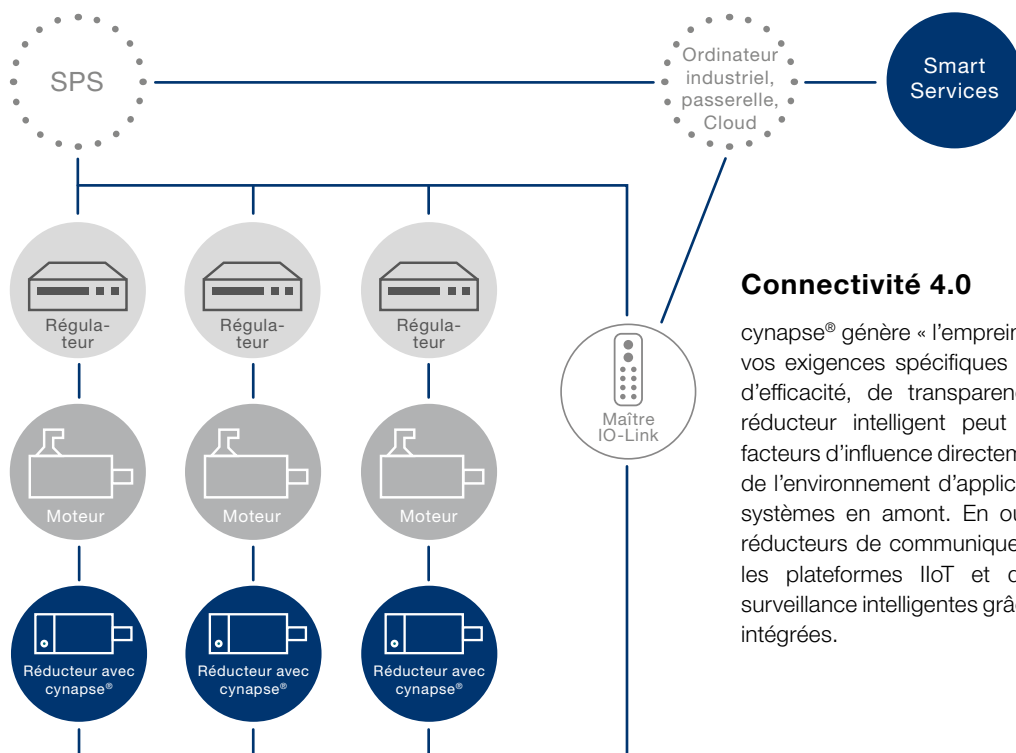 SPS
Ordinateur
industriel,
passerelle,
Cloud
Smart
Services
Régula-
teur
Régula-
teur
Régula-
teur
Maître
IO-Link
Moteur
Moteur
Moteur
Réducteur avec
cynapse®
Réducteur avec
cynapse®
Réducteur avec
cynapse®
Connectivité 4.0
cynapse® génère « l'emprein
vos exigences spécifiques
d'efficacité, de transparen
réducteur intelligent peut
facteurs d'influence directem
de l'environnement d'applic
systèmes en amont. En ou
réducteurs de communique
les plateformes IIoT et
surveillance intelligentes grâ
intégrées.